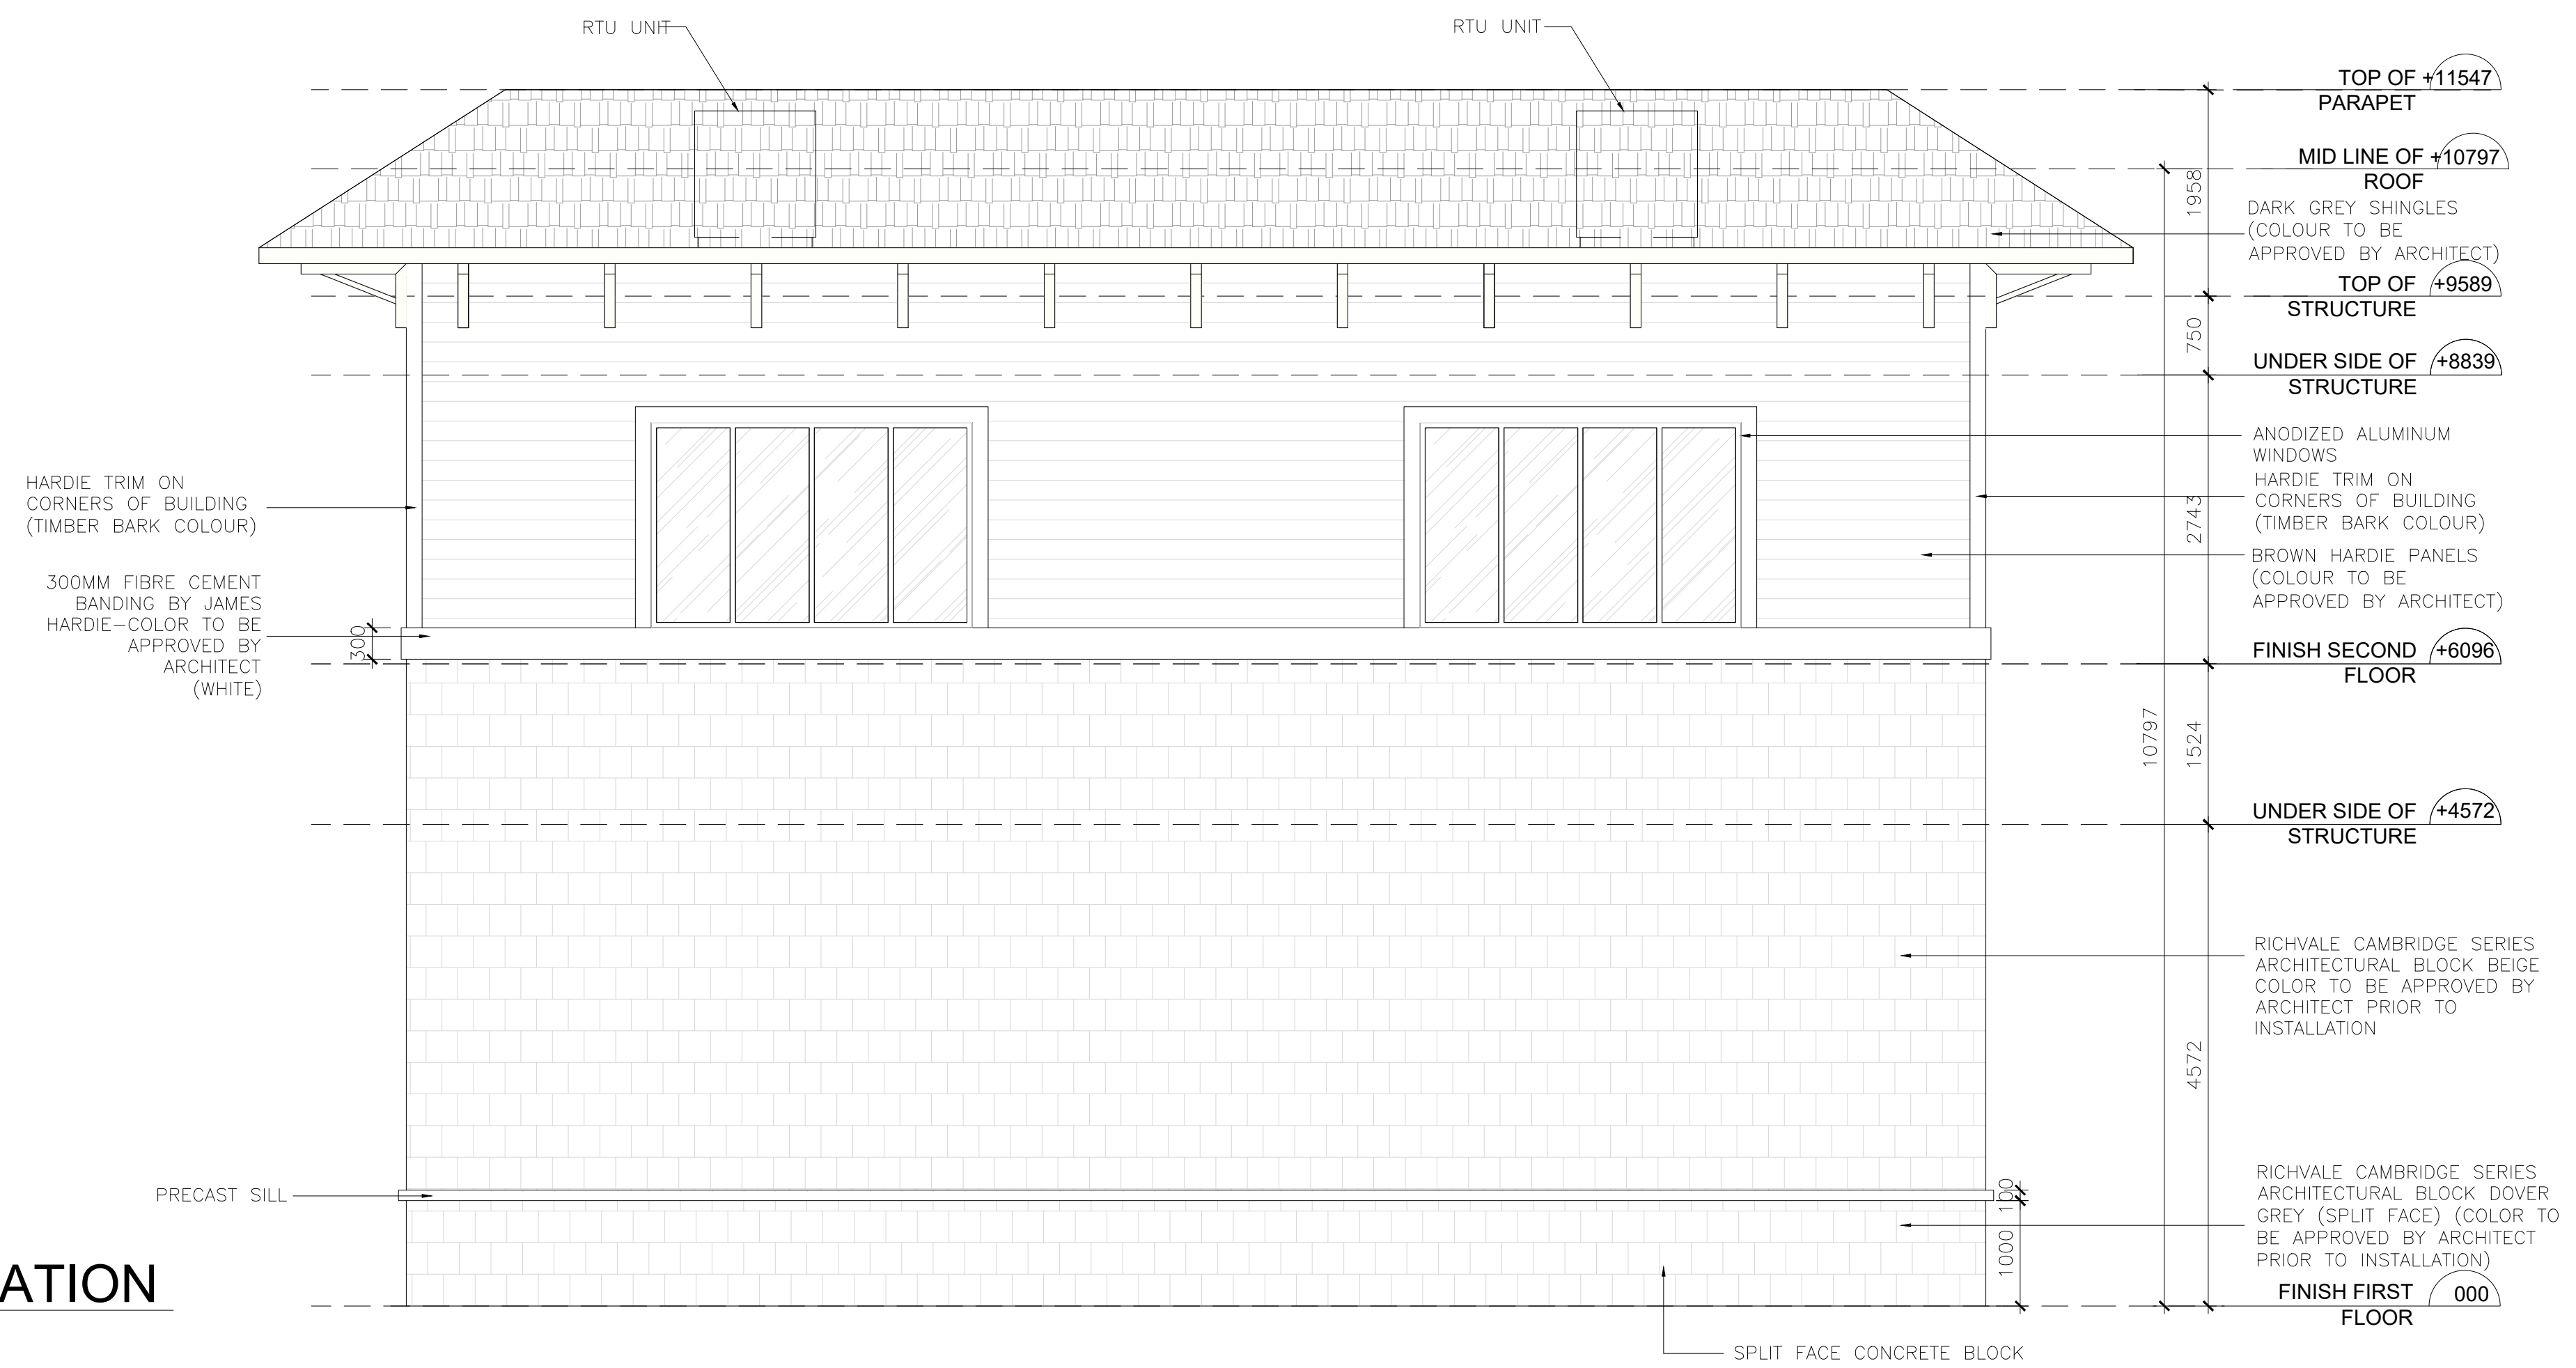 RTU UNIT
RTU UNIT
TOP OF +11547
PARAPET
MID LINE OF +10797
ROOF
1958
DARK GREY SHINGLES
(COLOUR TO BE
APPROVED BY ARCHITECT)
TOP OF +9589
STRUCTURE
750
UNDER SIDE OF +8839
STRUCTURE
ANODIZED ALUMINUM
WINDOWS
HARDIE TRIM ON
CORNERS OF BUILDING
(TIMBER BARK COLOUR)
HARDIE TRIM ON
CORNERS OF BUILDING
(TIMBER BARK COLOUR)
2743
BROWN HARDIE PANELS
(COLOUR TO BE
APPROVED BY ARCHITECT)
300MM FIBRE CEMENT
BANDING BY JAMES
HARDIE-COLOR TO BE
APPROVED BY
ARCHITECT
(WHITE)
300
FINISH SECOND +6096
FLOOR
10797
1524
UNDER SIDE OF +4572
STRUCTURE
RICHVALE CAMBRIDGE SERIES
ARCHITECTURAL BLOCK BEIGE
COLOR TO BE APPROVED BY
ARCHITECT PRIOR TO
INSTALLATION
4572
PRECAST SILL
100
RICHVALE CAMBRIDGE SERIES
ARCHITECTURAL BLOCK DOVER
GREY (SPLIT FACE) (COLOR TO
BE APPROVED BY ARCHITECT
PRIOR TO INSTALLATION)
1000
ATION
FINISH FIRST 000
FLOOR
SPLIT FACE CONCRETE BLOCK